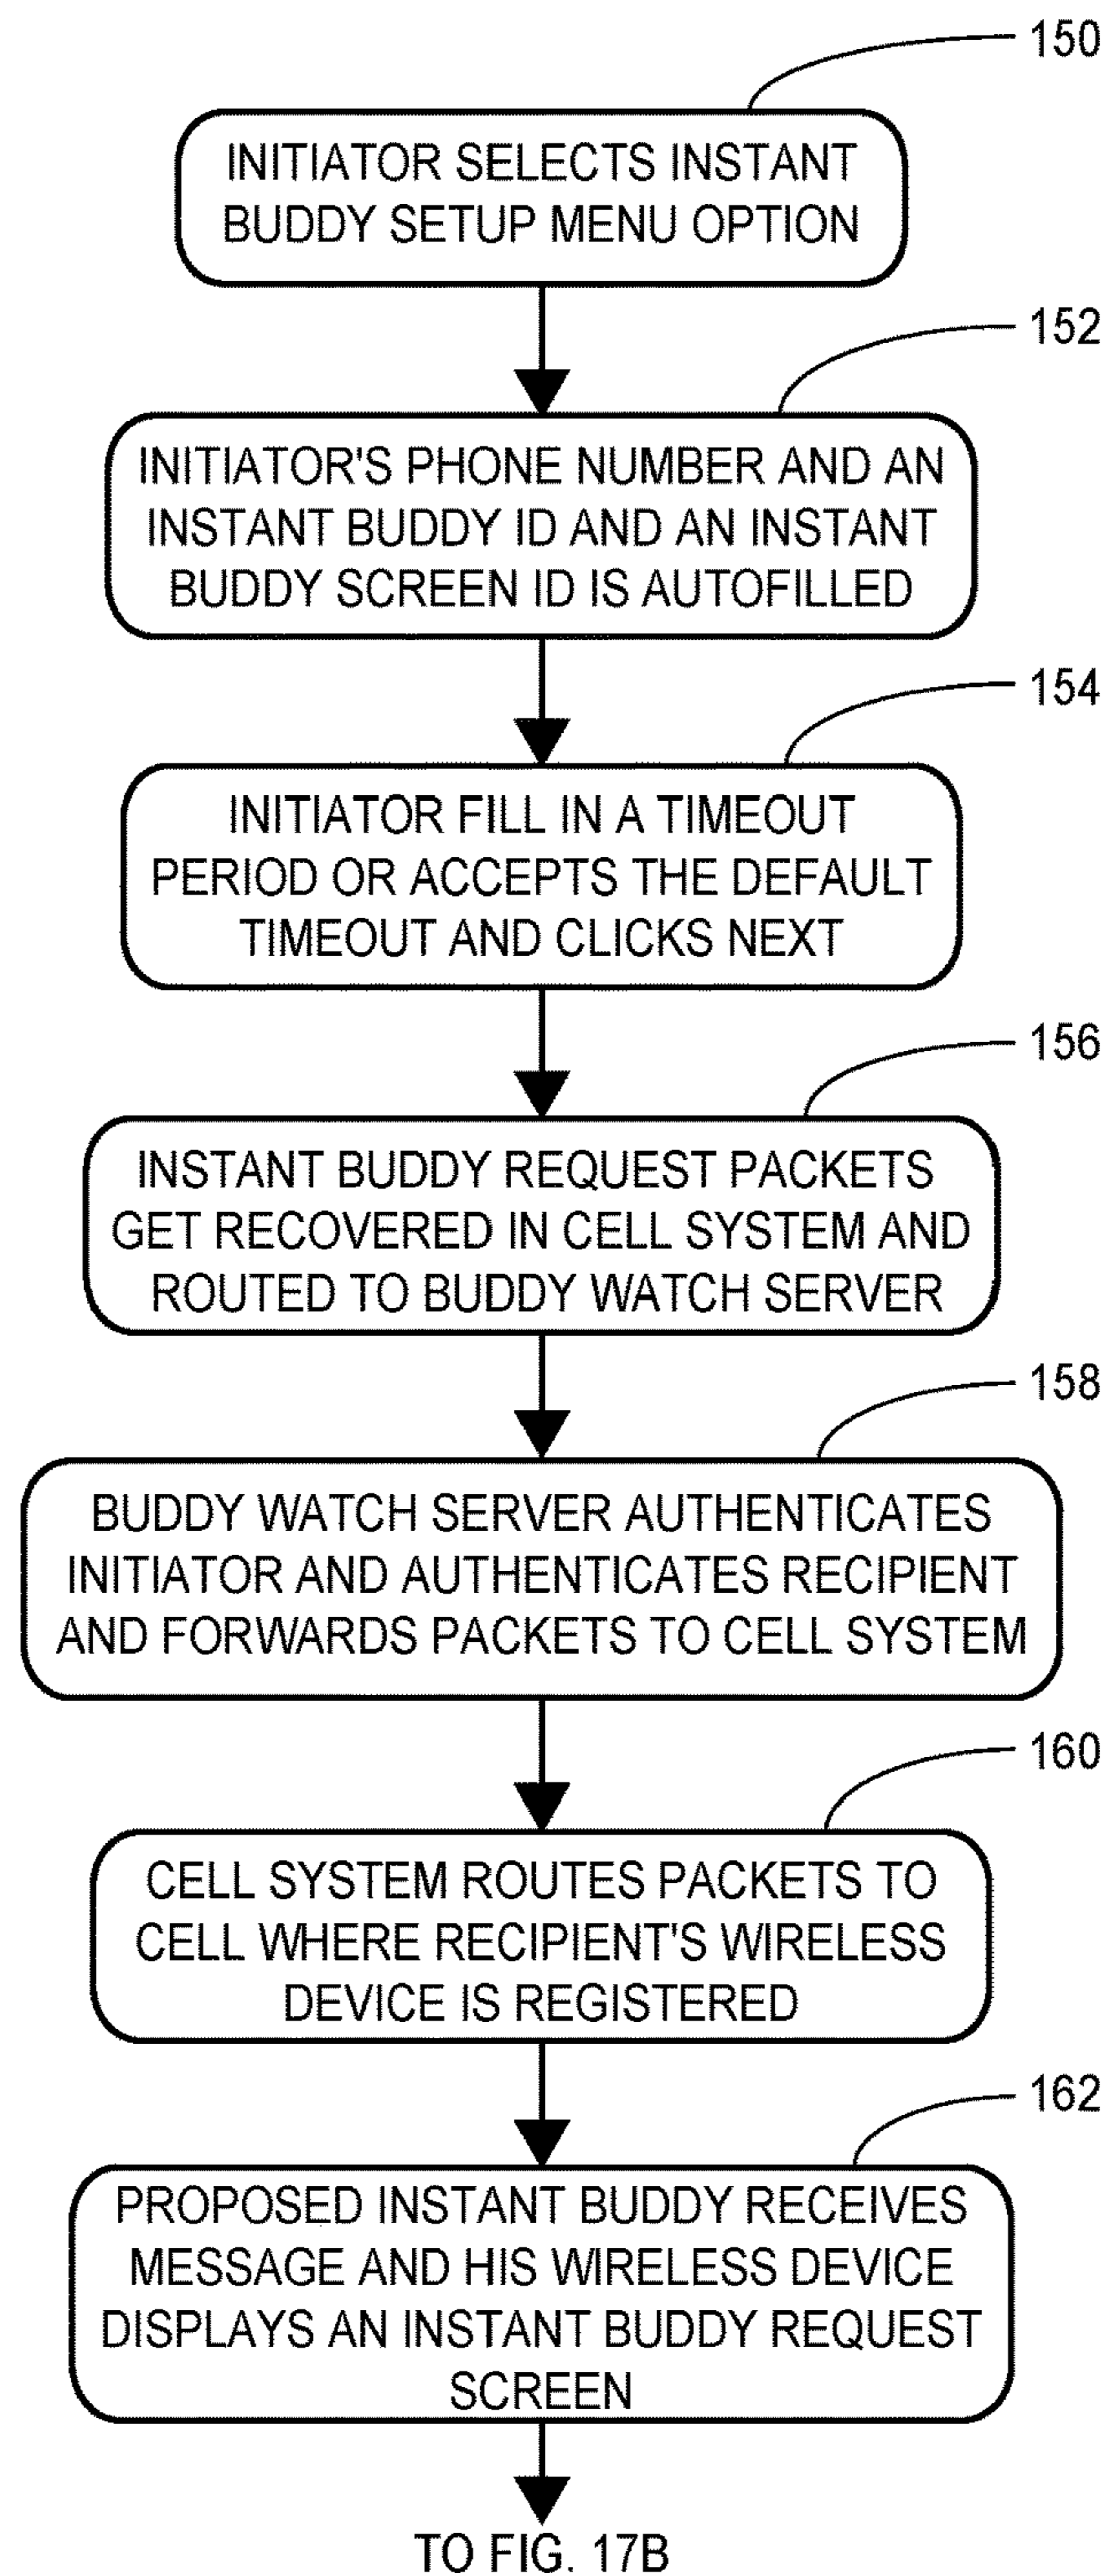 150
INITIATOR SELECTS INSTANT
BUDDY SETUP MENU OPTION
152
INITIATOR'S PHONE NUMBER AND AN
INSTANT BUDDY ID AND AN INSTANT
BUDDY SCREEN ID IS AUTOFILLED
154
INITIATOR FILL IN A TIMEOUT
PERIOD OR ACCEPTS THE DEFAULT
TIMEOUT AND CLICKS NEXT
156
INSTANT BUDDY REQUEST PACKETS
GET RECOVERED IN CELL SYSTEM AND
ROUTED TO BUDDY WATCH SERVER
158
BUDDY WATCH SERVER AUTHENTICATES
INITIATOR AND AUTHENTICATES RECIPIENT
AND FORWARDS PACKETS TO CELL SYSTEM
160
CELL SYSTEM ROUTES PACKETS TO
CELL WHERE RECIPIENT'S WIRELESS
DEVICE IS REGISTERED
162
PROPOSED INSTANT BUDDY RECEIVES
MESSAGE AND HIS WIRELESS DEVICE
DISPLAYS AN INSTANT BUDDY REQUEST
SCREEN
TO FIG. 17B